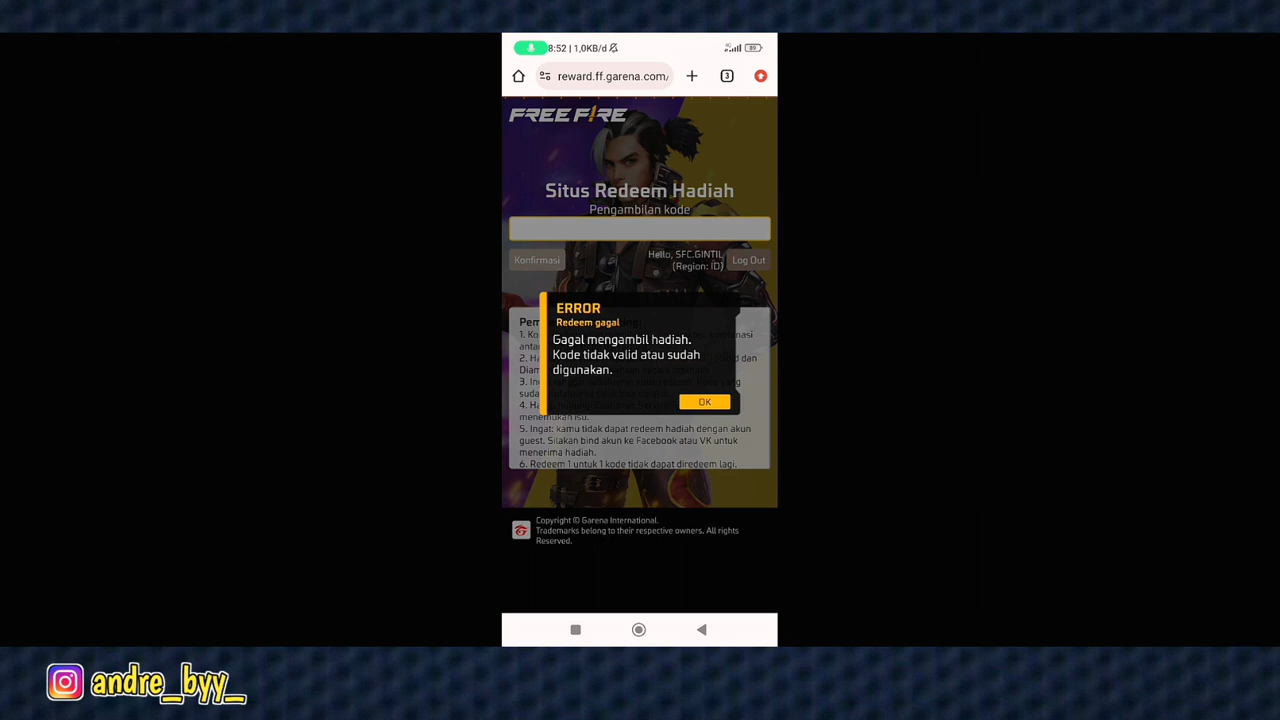 8:52 | 1,0KB/d
4G
89
reward.ff.garena.com/
3
FREE FIRE
Situs Redeem Hadiah
Pengambilan kode
Konfirmasi
Hello, SFC.GINTIL
(Region: ID)
Log Out
ERROR
Redeem gagal
Gagal mengambil hadiah.
Kode tidak valid atau sudah
digunakan.
OK
5. Ingat: kamu tidak dapat redeem hadiah dengan akun
guest. Silakan bind akun ke Facebook atau VK untuk
menerima hadiah.
6. Redeem 1 untuk 1 kode tidak dapat diredeem lagi.
Copyright © Garena International.
Trademarks belong to their respective owners. All rights
Reserved.
andre_byy_